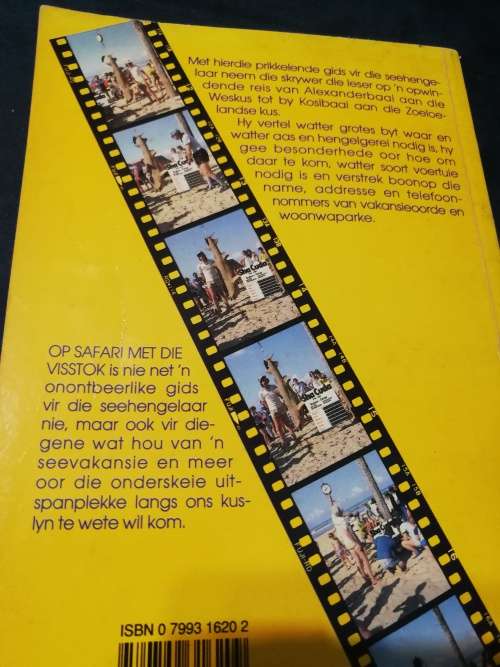 Met hierdie prikkelende gids vir die seehenge-
laar neem die skrywer die leser op 'n opwin-
dende reis van Alexanderbaai aan die
Weskus tot by Kosibaai aan die Zoeloe-
landse kus.
Hy vertel watter grotes byt waar en
watter aas en hengelgerei nodig is, hy
gee besonderhede oor hoe om
daar te kom, watter soort voertuie
nodig is en verstrek boonop die
name, addresse en telefoon-
nommers van vakansieoorde en
woonwaparke.
OP SAFARI MET DIE
VISSTOK is nie net 'n
onontbeerlike gids
vir die seehengelaar
nie, maar ook vir die-
gene wat hou van 'n
seevakansie en meer
oor die onderskeie uit-
spanplekke langs ons kus-
lyn te wete wil kom.
ISBN 0 7993 1620 2